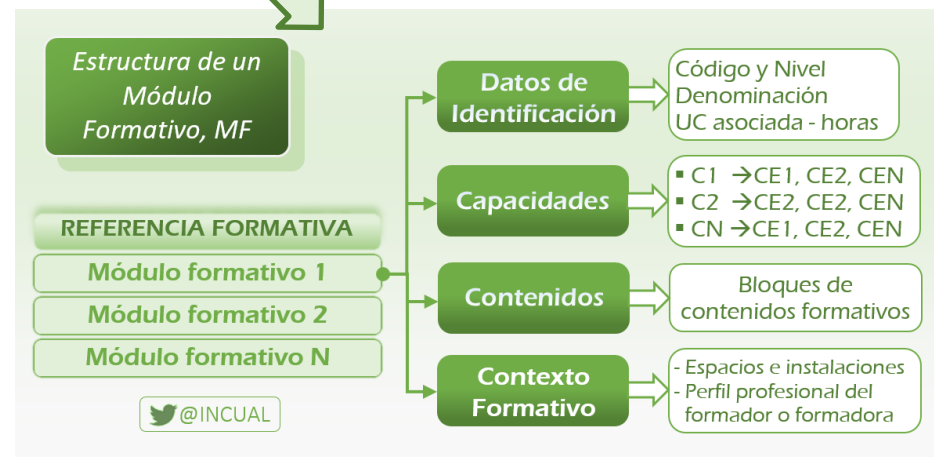 Estructura de un
Módulo
Formativo, MF
REFERENCIA FORMATIVA
Módulo formativo 1
Módulo formativo 2
Módulo formativo N
@INCUAL
Datos de
Identificación
Código y Nivel
Denominación
UC asociada - horas
Capacidades
▪ C1 →CE1, CE2, CEN
▪ C2 →CE2, CE2, CEN
▪ CN →CE1, CE2, CEN
Contenidos
Bloques de
contenidos formativos
Contexto
Formativo
- Espacios e instalaciones
- Perfil profesional del
formador o formadora